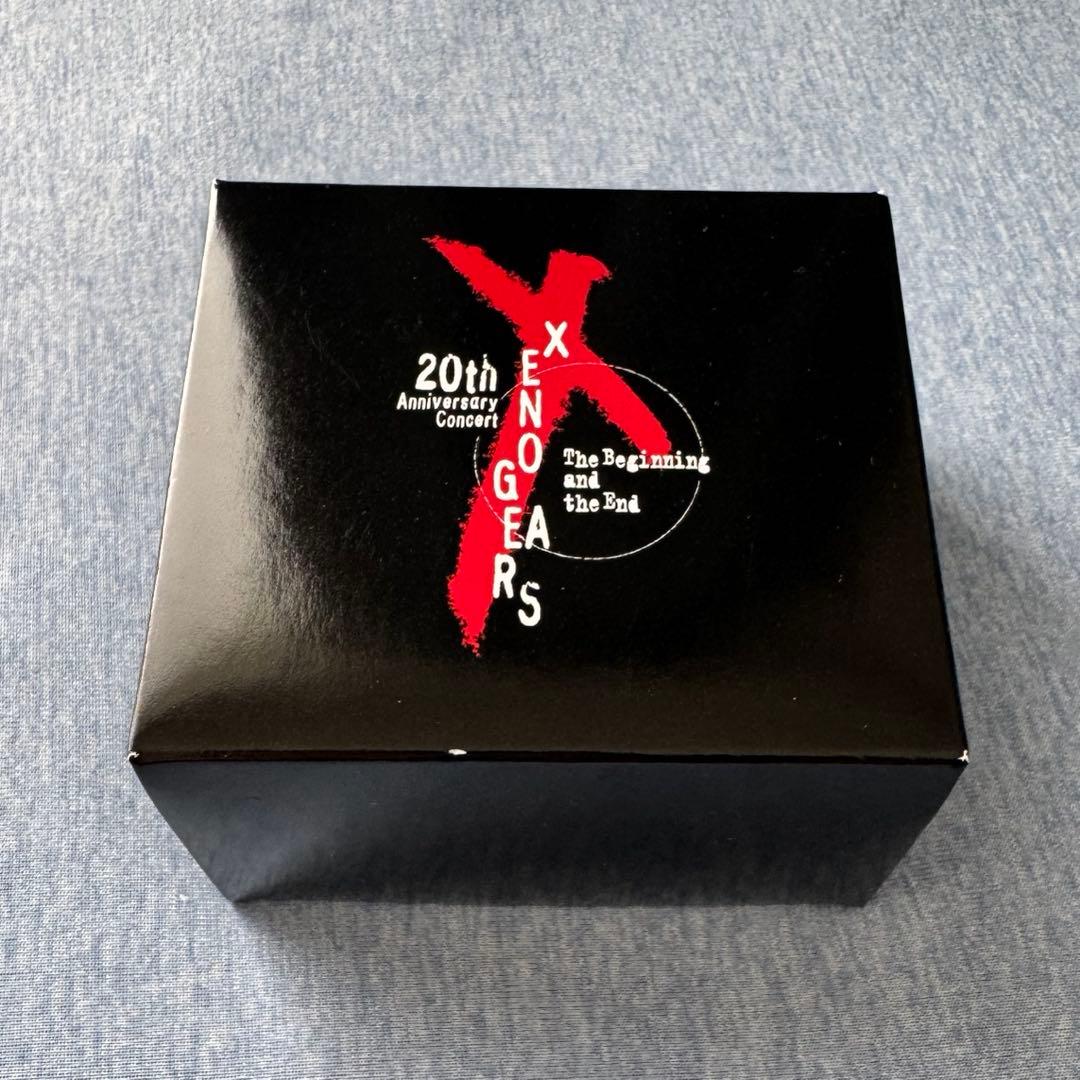 20th
Anniversary
Concert
XENOGEARS
The Beginning
and
the End